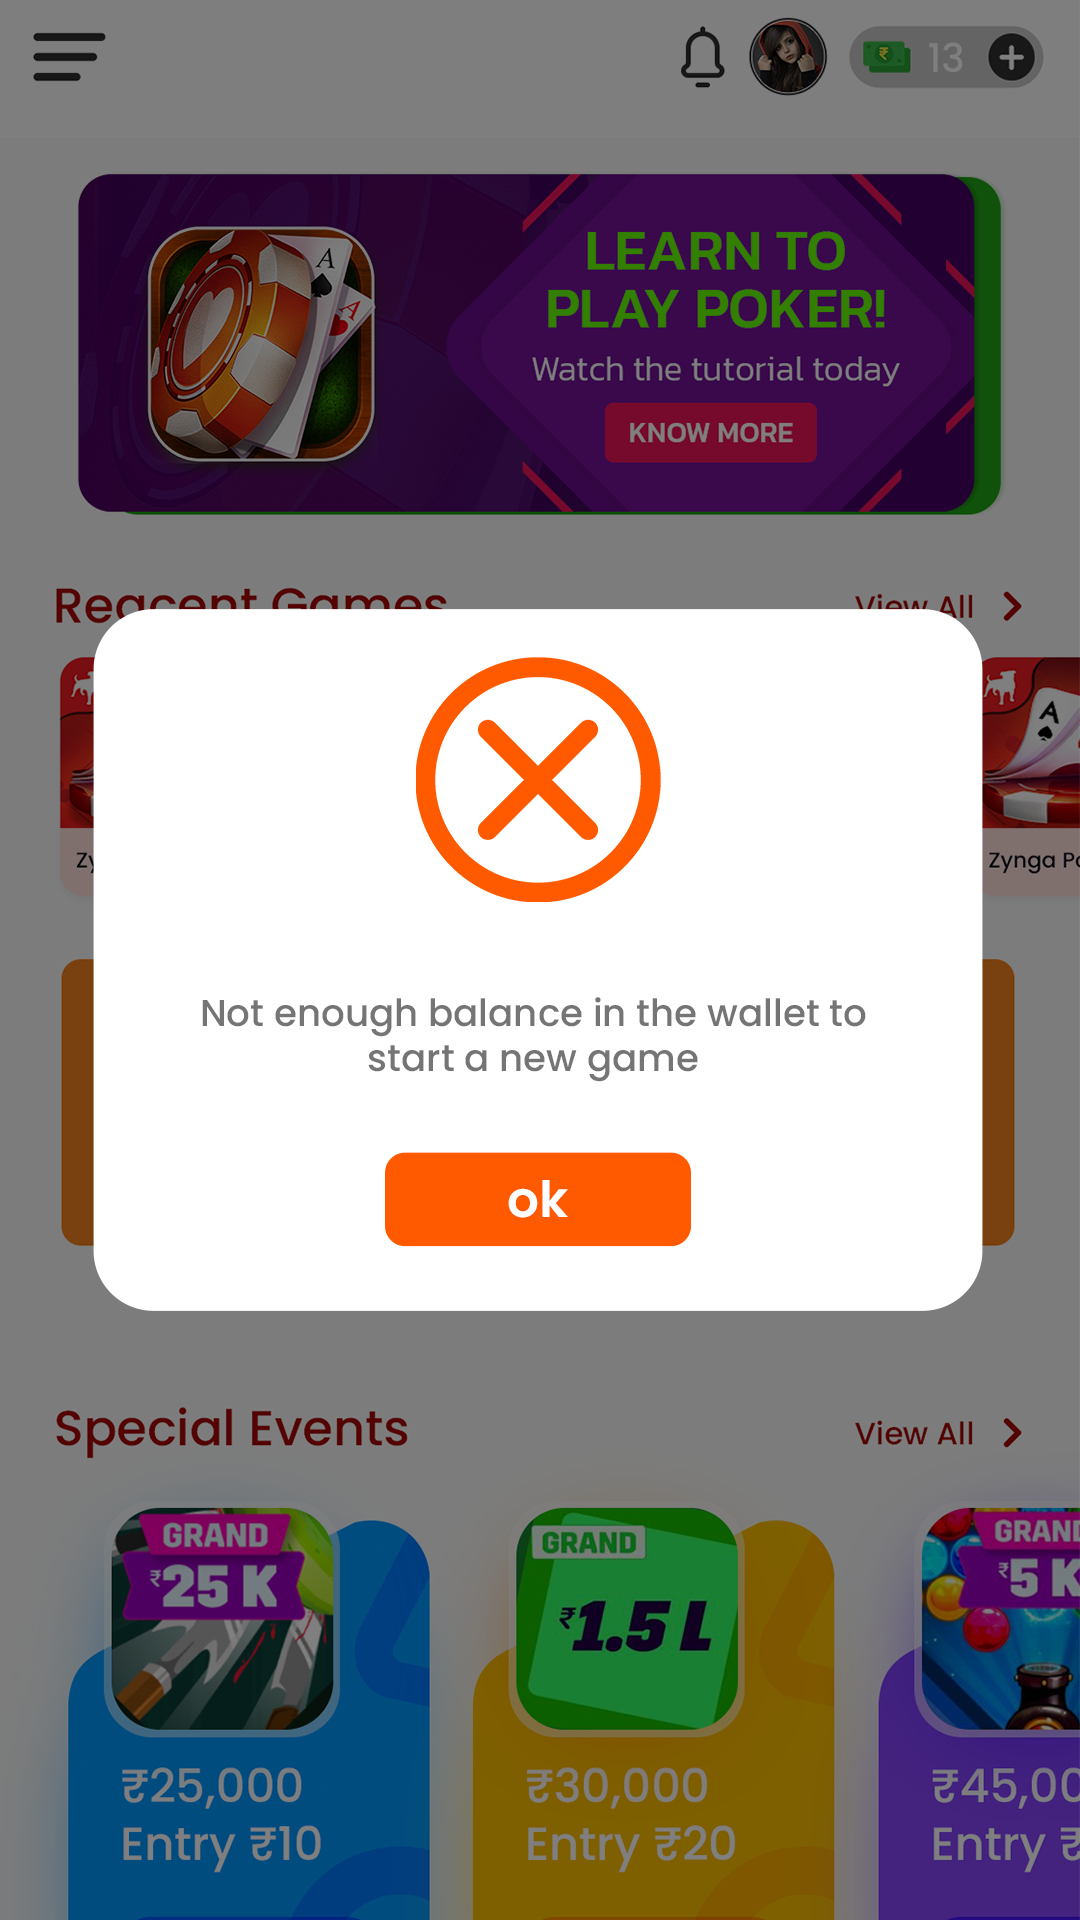 13
LEARN TO
PLAY POKER!
Watch the tutorial today
KNOW MORE
A
A
Reacent Games
View All
Zy
A
Zynga Po
Not enough balance in the wallet to
start a new game
ok
Special Events
View All
GRAND
₹25 K
₹25,000
Entry ₹10
GRAND
₹1.5 L
₹30,000
Entry ₹20
GRAND
₹5 K
₹45,00
Entry ₹